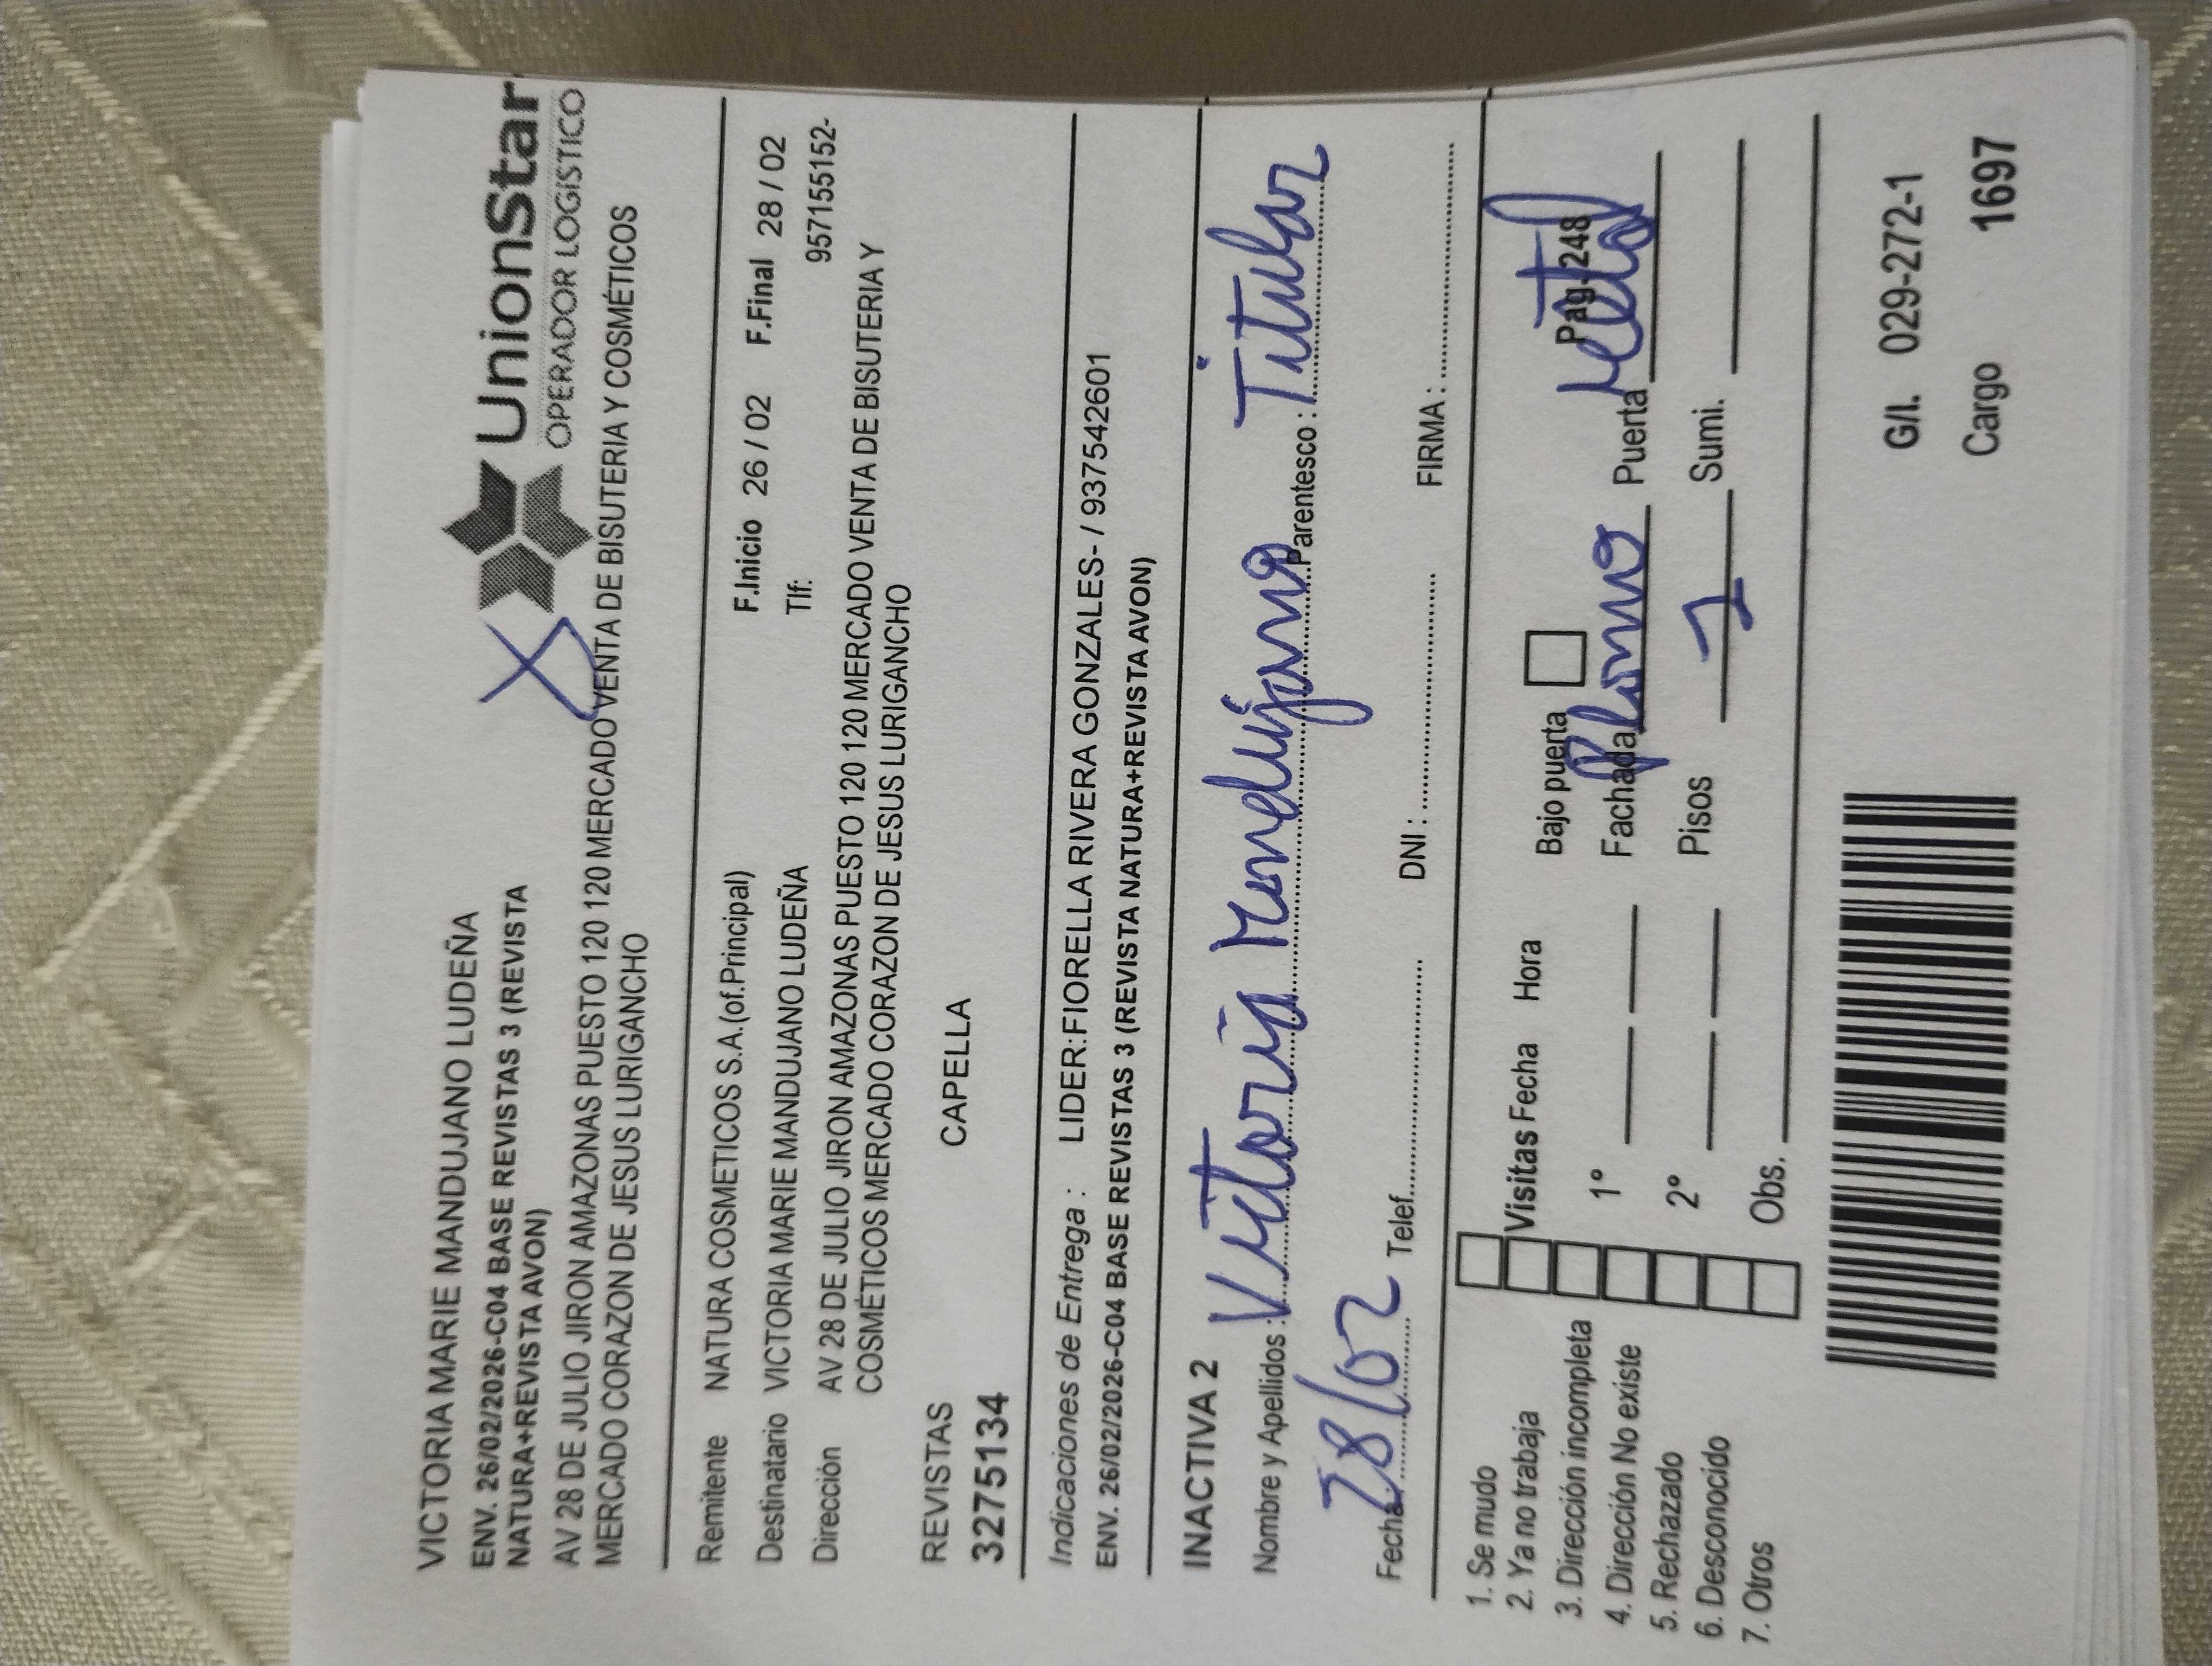 VICTORIA MARIE MANDUJANO LUDEÑA
ENV. 26/02/2026-C04 BASE REVISTAS 3 (REVISTA
NATURA+REVISTA AVON)
UnionStar
OPERADOR LOGISTICO
AV 28 DE JULIO JIRON AMAZONAS PUESTO 120 120 MERCADO VENTA DE BISUTERIA Y COSMÉTICOS
MERCADO CORAZON DE JESUS LURIGANCHO
Remitente NATURA COSMETICOS S.A.(of.Principal) F.Inicio 26 / 02 F.Final 28 / 02
Destinatario VICTORIA MARIE MANDUJANO LUDEÑA Tlf: 957155152-
Dirección AV 28 DE JULIO JIRON AMAZONAS PUESTO 120 120 MERCADO VENTA DE BISUTERIA Y
COSMÉTICOS MERCADO CORAZON DE JESUS LURIGANCHO
REVISTAS CAPELLA
3275134
Indicaciones de Entrega : LIDER:FIORELLA RIVERA GONZALES- / 937542601
ENV. 26/02/2026-C04 BASE REVISTAS 3 (REVISTA NATURA+REVISTA AVON)
INACTIVA 2
Nombre y Apellidos : Victoria Mandujano Parentesco : Titular
Fecha 28/02 Telef. DNI : FIRMA :
1. Se mudo
2. Ya no trabaja
3. Dirección incompleta
4. Dirección No existe
5. Rechazado
6. Desconocido
7. Otros
Visitas Fecha Hora Bajo puerta Pag-248
1° Fachada Plomo Puerta Metal
2° Pisos 1 Sumi.
Obs.
G/I. 029-272-1
Cargo 1697